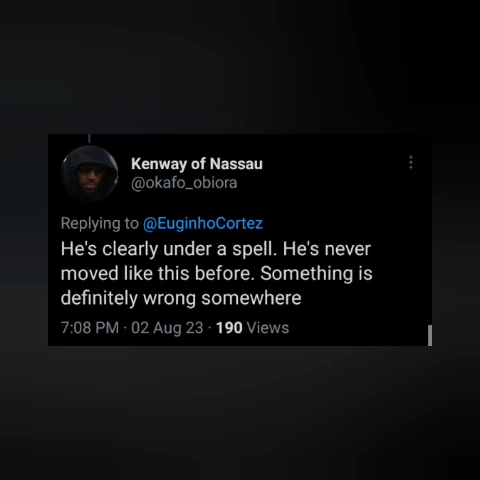 Kenway of Nassau
@okafo_obiora
Replying to @EuginhoCortez
He's clearly under a spell. He's never
moved like this before. Something is
definitely wrong somewhere
7:08 PM · 02 Aug 23 · 190 Views